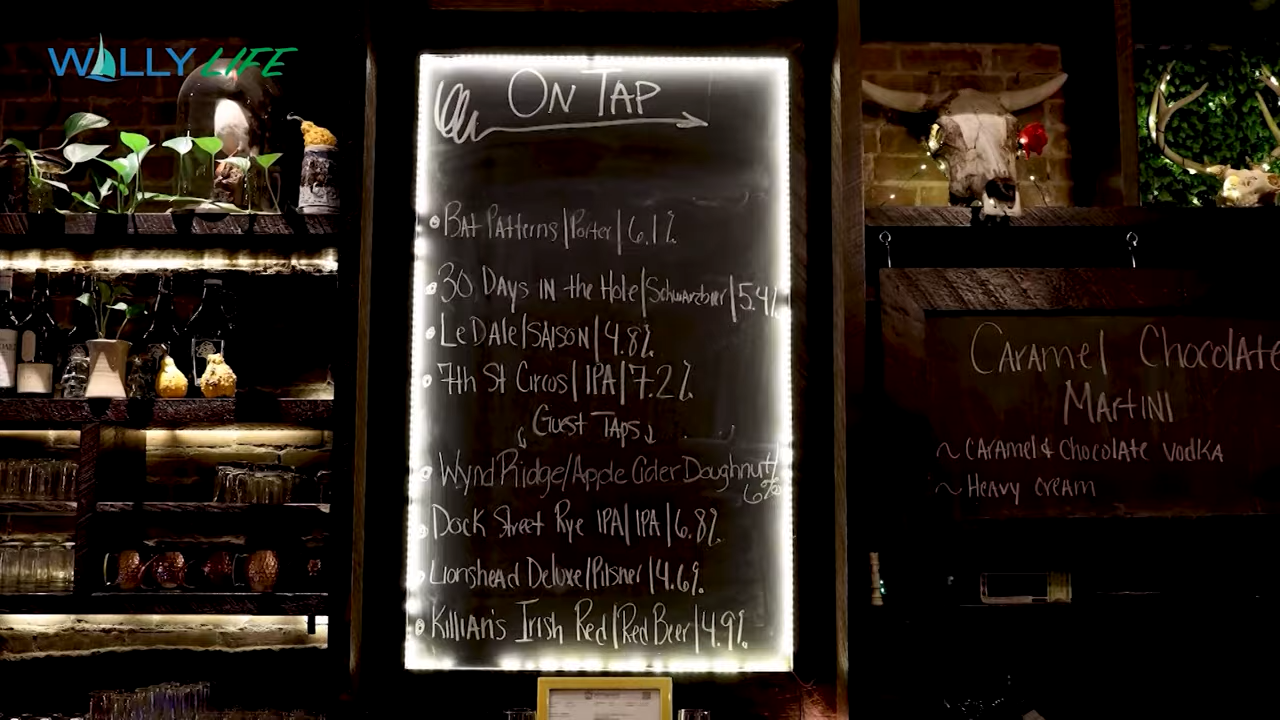 WALLY LIFE
ON TAP
BAT PATTERNS | Porter | 6.1%
30 DAYS IN the Hole | Schwarzbier | 5.4%
Le DAle | SAISON | 4.8%
7th St Circus | IPA | 7.2%
Guest TAPS
Wynd Ridge/Apple Cider Doughnut/
6%
Dock Street Rye IPA | IPA | 6.8%
Lionshead Deluxe | Pilsner | 4.6%
KilliAN's Irish Red | Red Beer | 4.9%
CArAmel ChocolAte
MArtINI
~ CArAmel & ChocolAte vodkA
~ HeAvy creAm